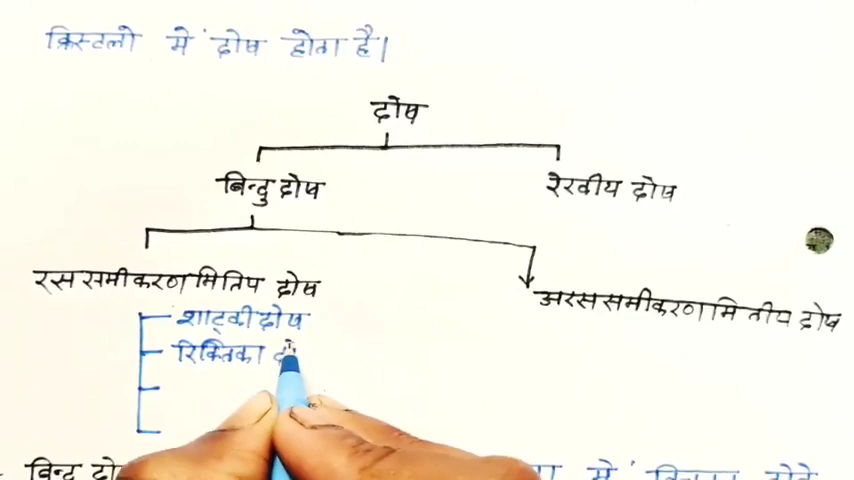 क्रिस्टलो मे दोष होता है।
दोष
बिन्दु दोष रेखीय दोष
रससमीकरणमितिय दोष
अरससमीकरणमितीय दोष
शाट्की दोष
रिक्तिका
बिन्दु मे होते